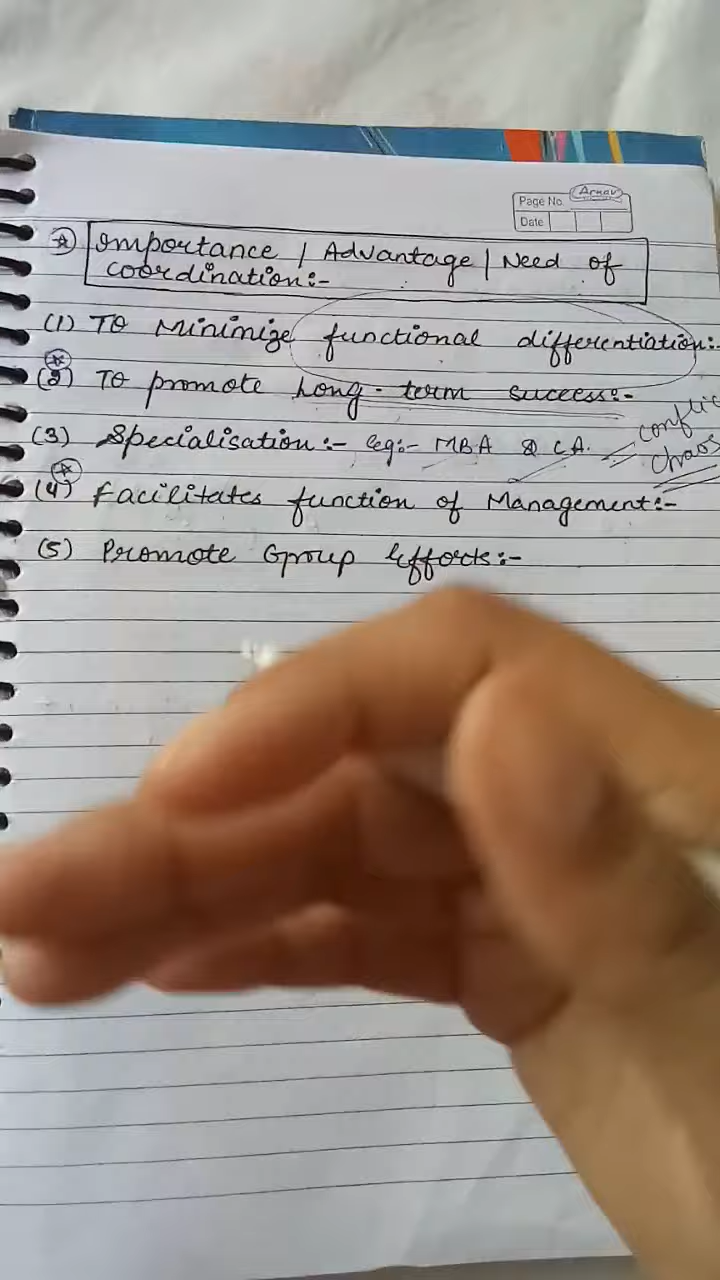 Page No. Arnav
Date
Importance / Advantage / Need of
coordination:-
(1) To Minimize functional differentiation:-
(2) To promote Long-term success:-
(3) Specialisation:- eg:- MBA & CA.
conflic
chaos
(4) facilitates function of Management:-
(5) Promote Group Efforts:-